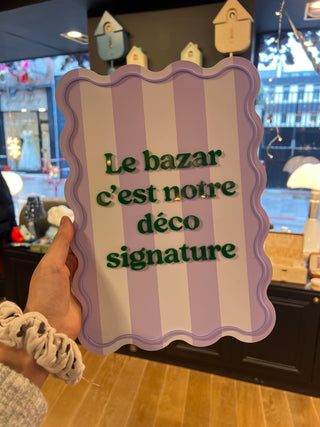 Le bazar
c'est notre
déco
signature